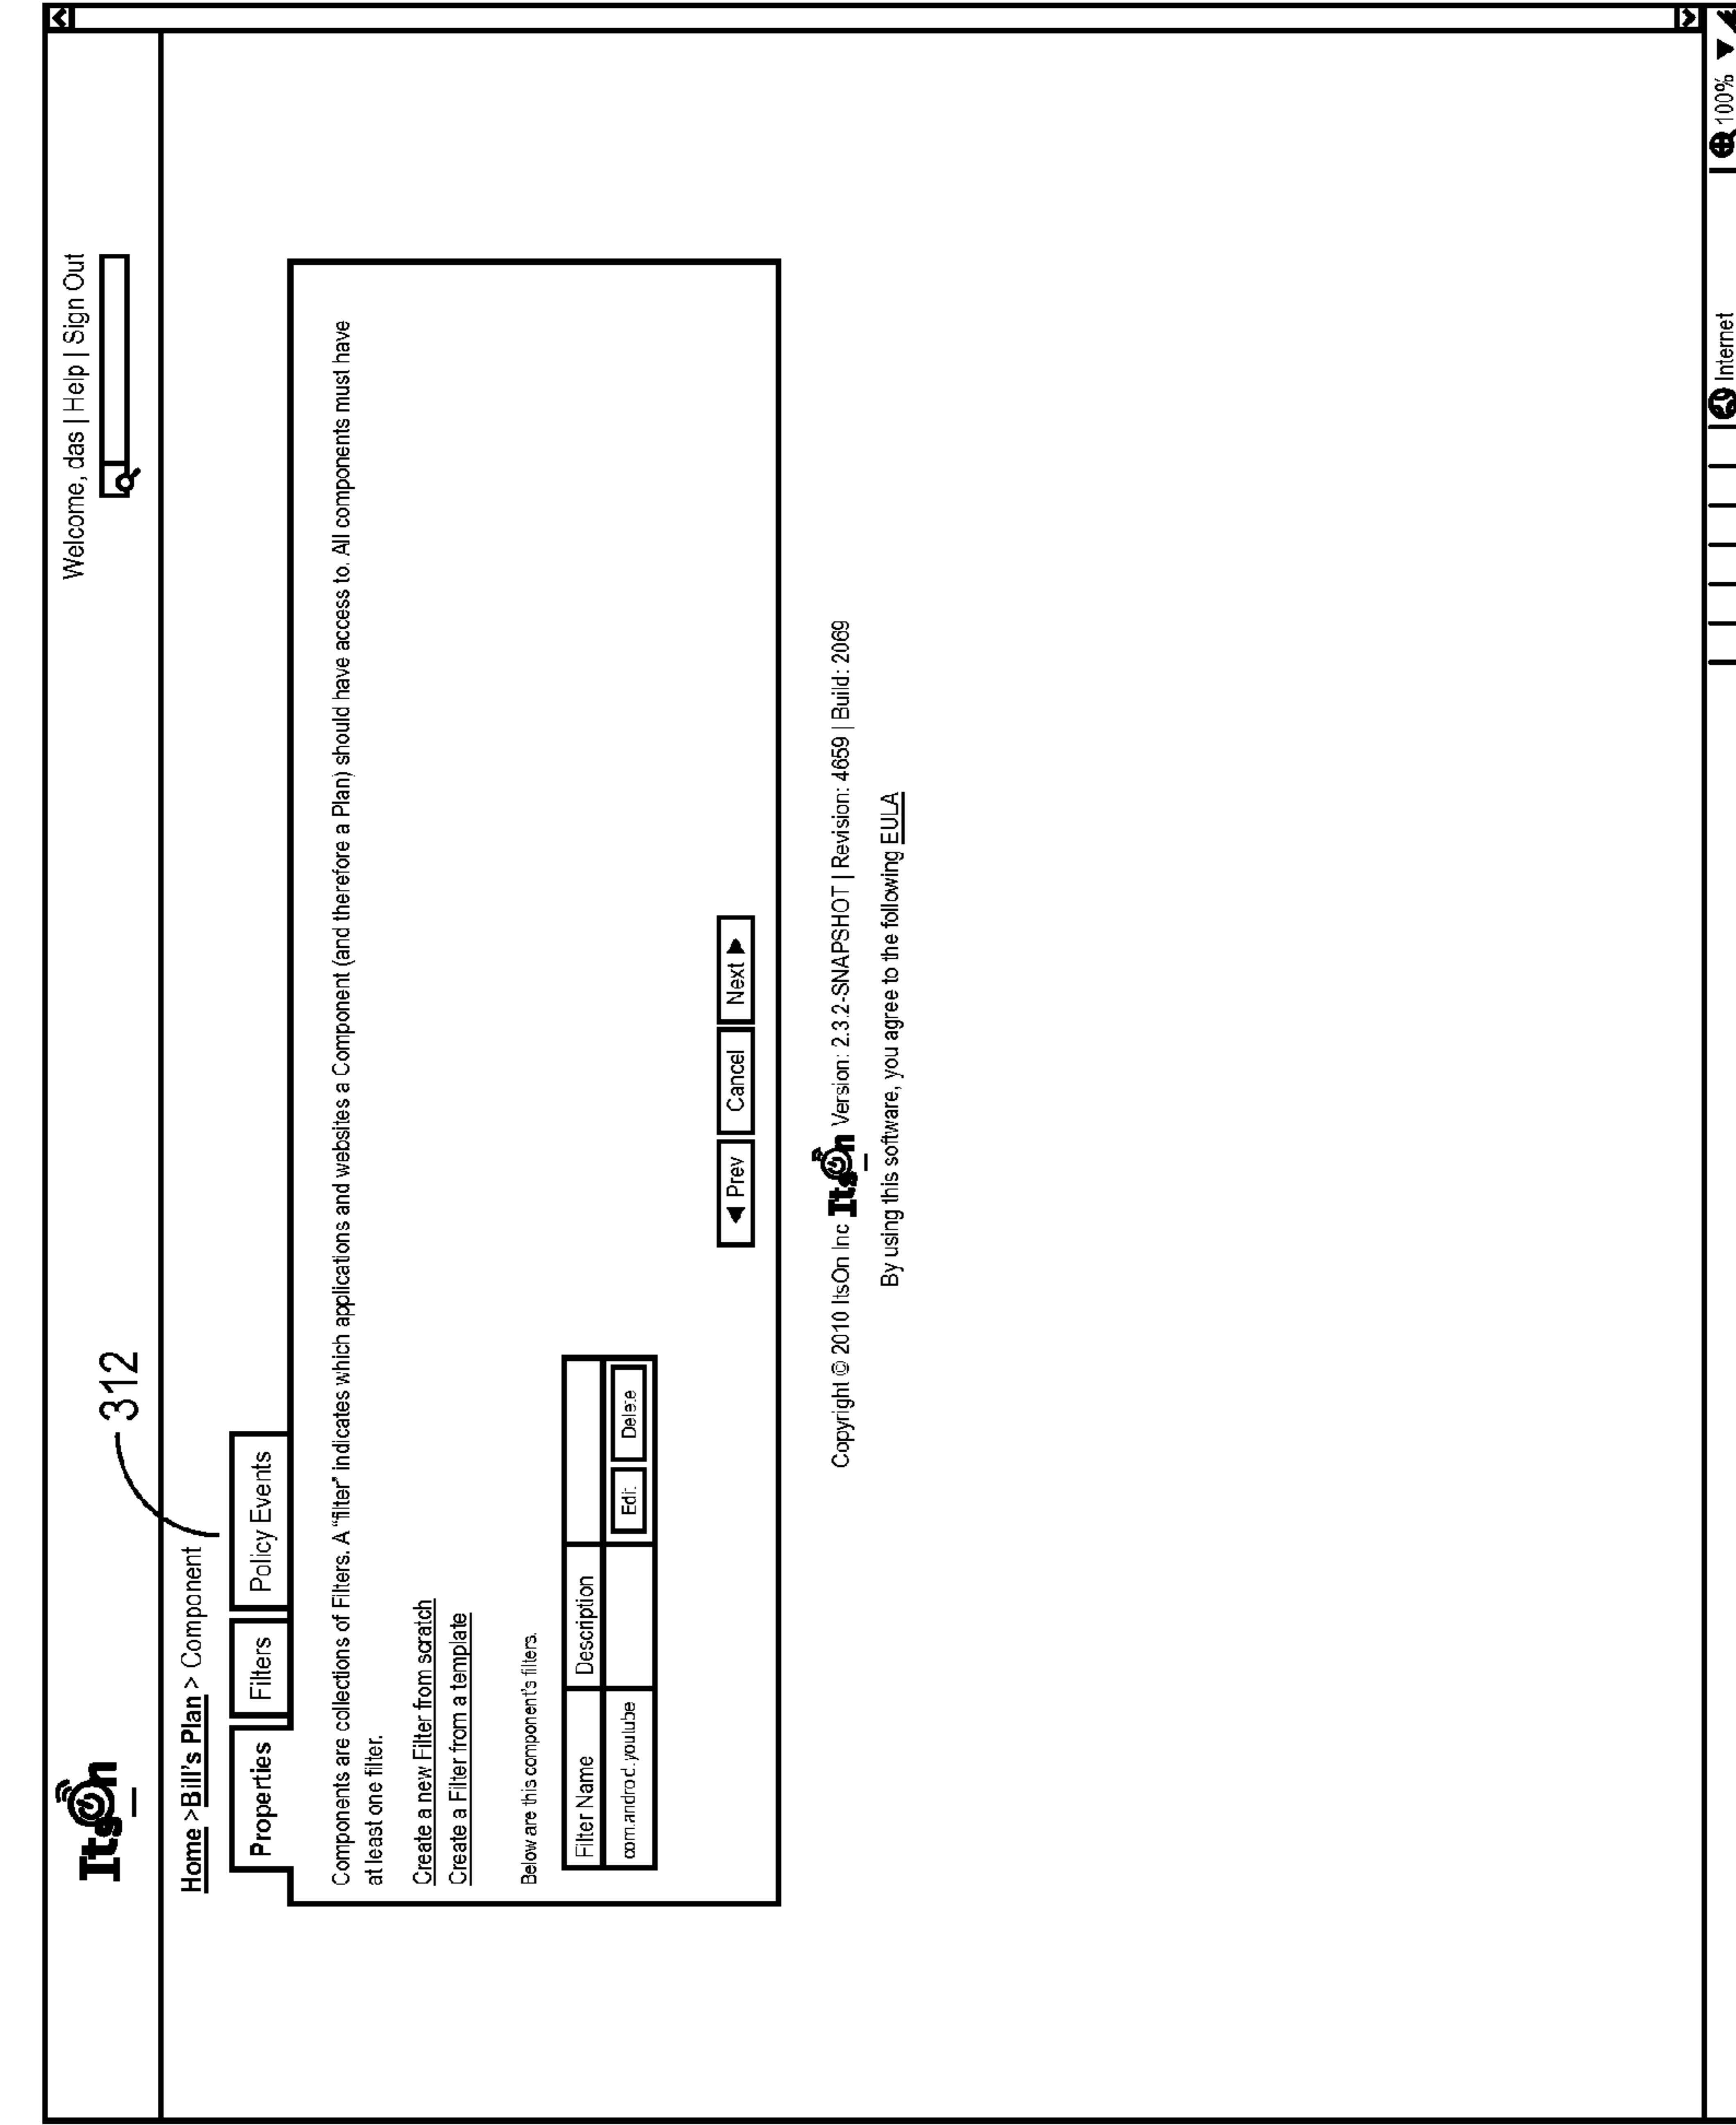 ItsOn
Welcome, das | Help | Sign Out
312
Home >Bill's Plan > Component
Properties
Filters
Policy Events
Components are collections of Filters. A “filter” indicates which applications and websites a Component (and therefore a Plan) should have access to. All components must have
at least one filter.
Create a new Filter from scratch
Create a Filter from a template
Below are this component's filters.
Filter Name Description
com.android.youtube Edit Delete
◄ Prev Cancel Next ►
Copyright © 2010 ItsOn Inc ItsOn Version: 2.3.2-SNAPSHOT | Revision: 4659 | Build: 2069
By using this software, you agree to the following EULA
Internet 100%